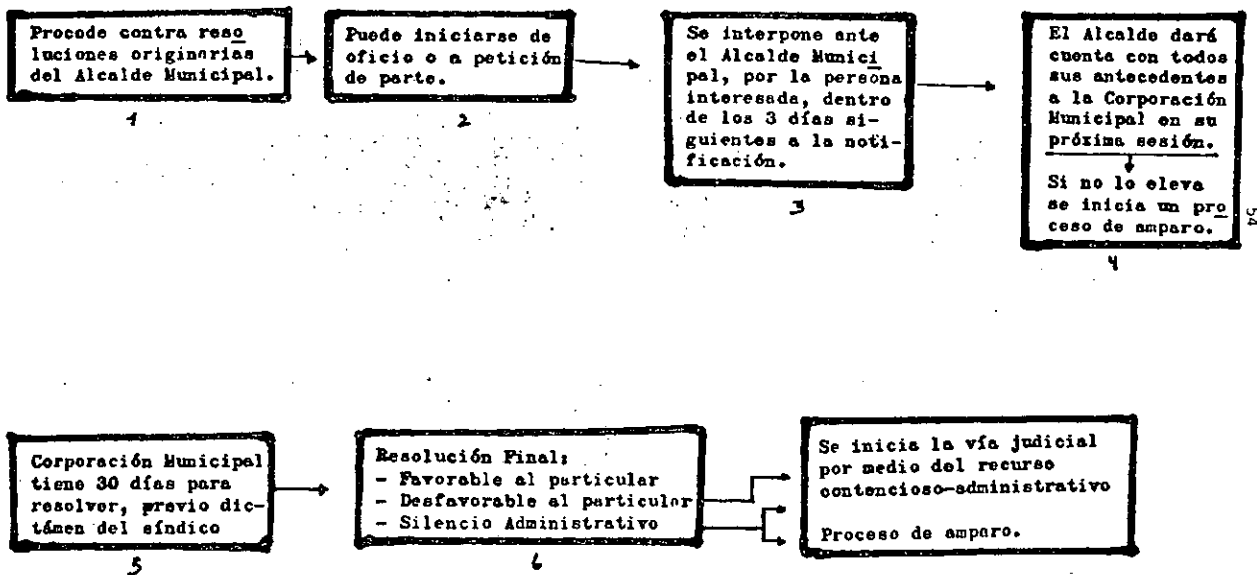 Procede contra reso
luciones originarias
del Alcalde Municipal.
1
Puede iniciarse de
oficio o a petición
de parte.
2
Se interpone ante
el Alcalde Munici
pal, por la persona
interesada, dentro
de los 3 días si-
guientes a la noti-
ficación.
3
El Alcalde dará
cuenta con todos
sus antecedentes
a la Corporación
Municipal en su
próxima sesión.
Si no lo eleva
se inicia un pro
ceso de amparo.
4
54
Corporación Municipal
tiene 30 días para
resolver, previo dic-
támen del síndico
5
Resolución Final:
- Favorable al particular
- Desfavorable al particular
- Silencio Administrativo
6
Se inicia la vía judicial
por medio del recurso
contencioso-administrativo
Proceso de amparo.